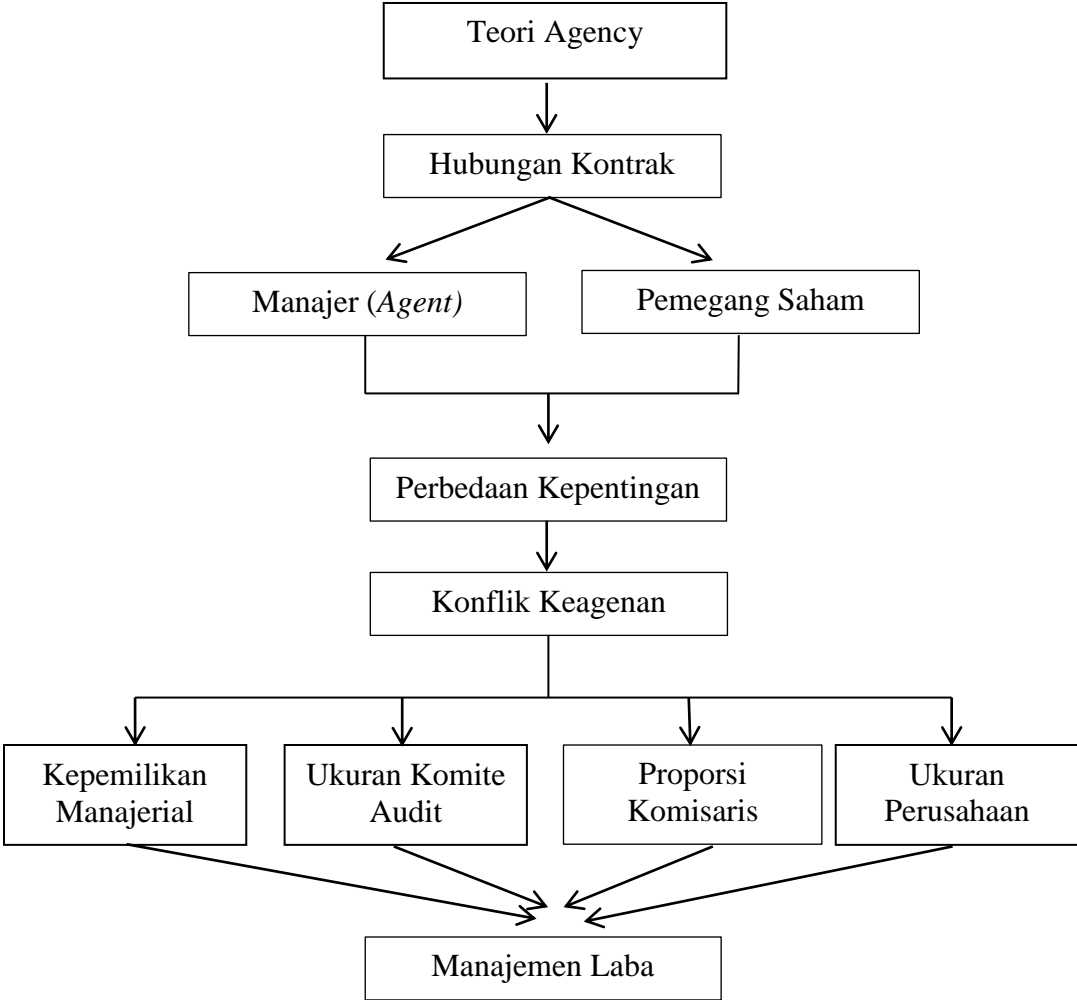 Teori Agency
Hubungan Kontrak
Manajer (Agent)
Pemegang Saham
Perbedaan Kepentingan
Konflik Keagenan
Kepemilikan
Manajerial
Ukuran Komite
Audit
Proporsi
Komisaris
Ukuran
Perusahaan
Manajemen Laba